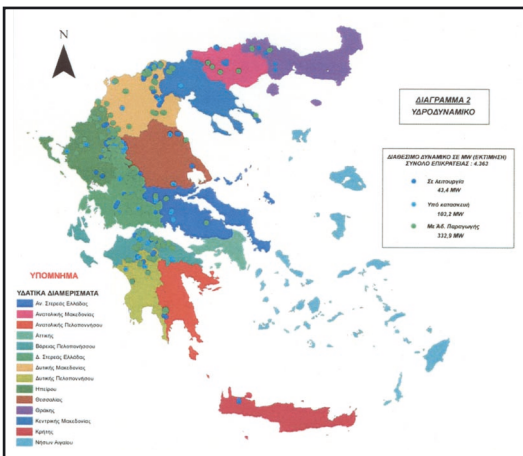 N
ΔΙΑΓΡΑΜΜΑ 2
ΥΔΡΟΔΥΝΑΜΙΚΟ
ΔΙΑΘΕΣΙΜΟ ΔΥΝΑΜΙΚΟ ΣΕ MW (ΕΚΤΙΜΗΣΗ)
ΣΥΝΟΛΟ ΕΠΙΚΡΑΤΕΙΑΣ : 4.363
Σε Λειτουργία
43,4 MW
Υπό κατασκευή
103,2 MW
Με Άδ. Παραγωγής
332,9 MW
ΥΠΟΜΝΗΜΑ
ΥΔΑΤΙΚΑ ΔΙΑΜΕΡΙΣΜΑΤΑ
Αν. Στερεάς Ελλάδας
Ανατολικής Μακεδονίας
Ανατολικής Πελοποννήσου
Αττικής
Βόρειας Πελοποννήσου
Δ. Στερεάς Ελλάδας
Δυτικής Μακεδονίας
Δυτικής Πελοποννήσου
Ηπείρου
Θεσσαλίας
Θράκης
Κεντρικής Μακεδονίας
Κρήτης
Νήσων Αιγαίου